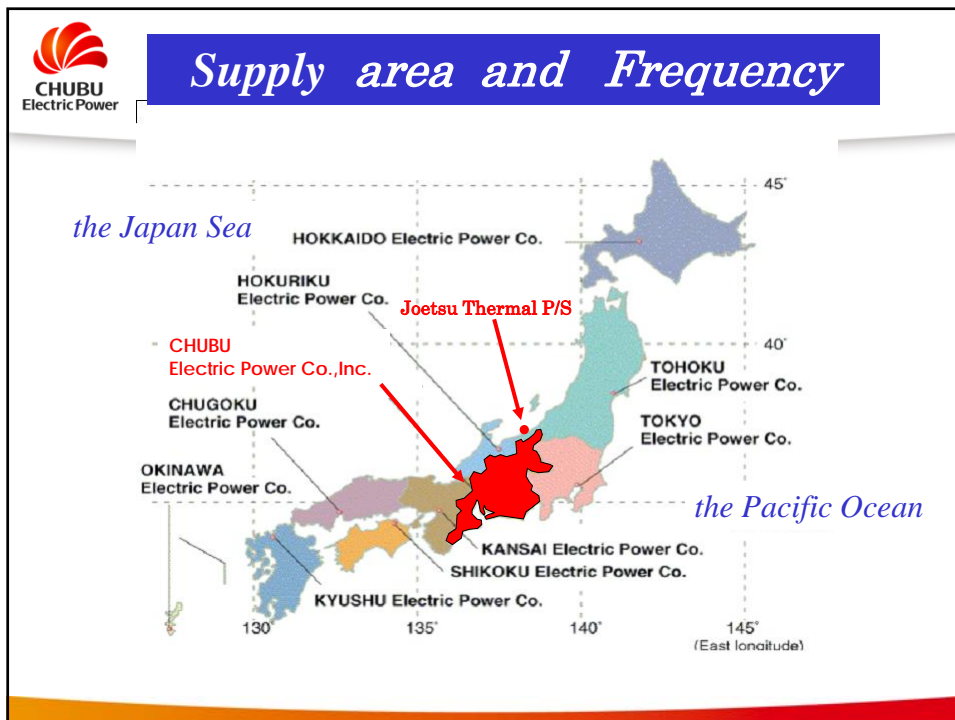 CHUBU
Electric Power
Supply area and Frequency
45°
the Japan Sea
HOKKAIDO Electric Power Co.
HOKURIKU
Electric Power Co.
Joetsu Thermal P/S
40°
CHUBU
Electric Power Co.,Inc.
TOHOKU
Electric Power Co.
CHUGOKU
Electric Power Co.
TOKYO
Electric Power Co.
OKINAWA
Electric Power Co.
the Pacific Ocean
KANSAI Electric Power Co.
SHIKOKU Electric Power Co.
KYUSHU Electric Power Co.
130° 135° 140° 145°
(East longitude)